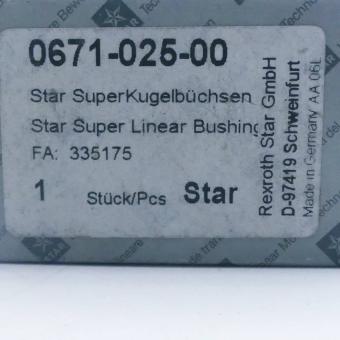 0671-025-00
Star SuperKugelbüchsen
Star Super Linear Bushing
FA: 335175
1 Stück/Pcs Star
Rexroth Star GmbH
D-97419 Schweinfurt
Made in Germany AA 06L